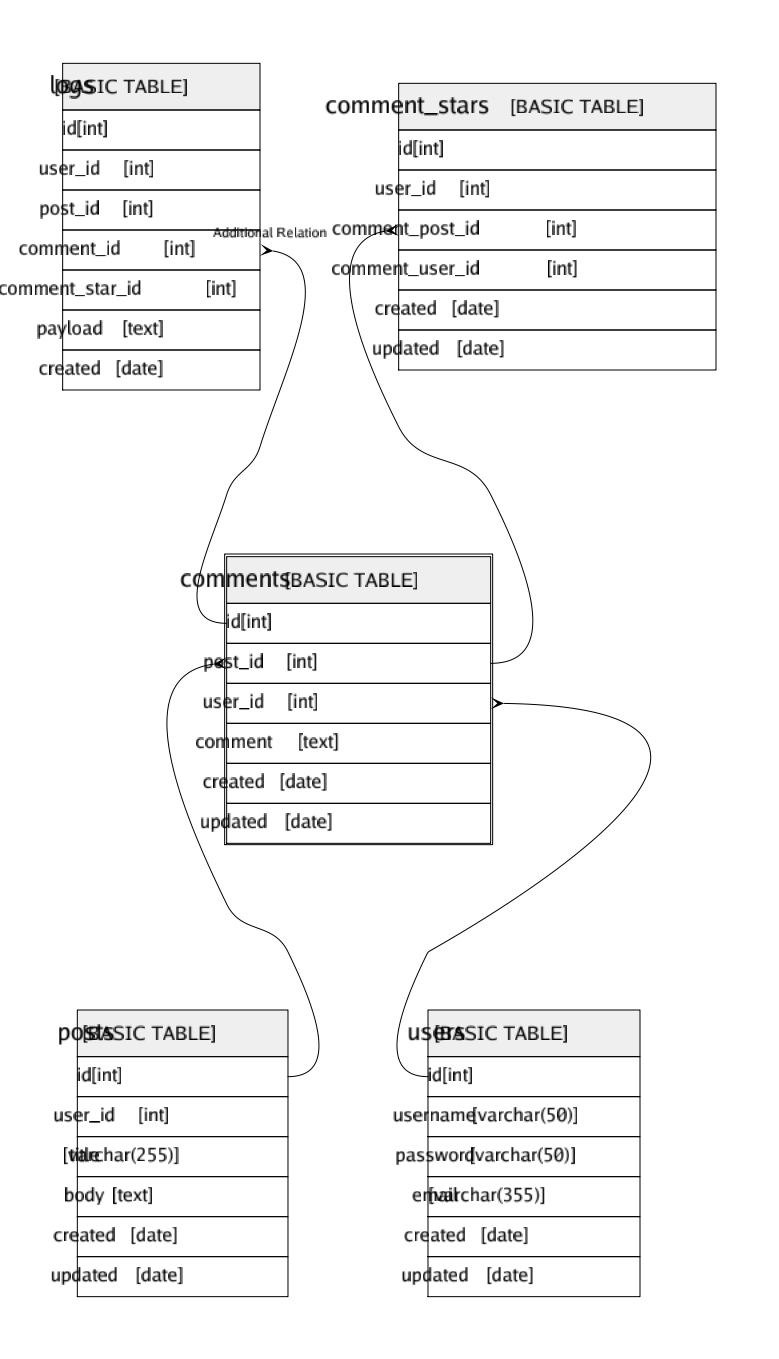 logs [BASIC TABLE]
id[int]
user_id [int]
post_id [int]
comment_id [int]
comment_star_id [int]
payload [text]
created [date]
Additional Relation
comment_stars [BASIC TABLE]
id[int]
user_id [int]
comment_post_id [int]
comment_user_id [int]
created [date]
updated [date]
comments [BASIC TABLE]
id[int]
post_id [int]
user_id [int]
comment [text]
created [date]
updated [date]
posts [BASIC TABLE]
id[int]
user_id [int]
title [varchar(255)]
body [text]
created [date]
updated [date]
users [BASIC TABLE]
id[int]
username [varchar(50)]
password [varchar(50)]
email [varchar(355)]
created [date]
updated [date]